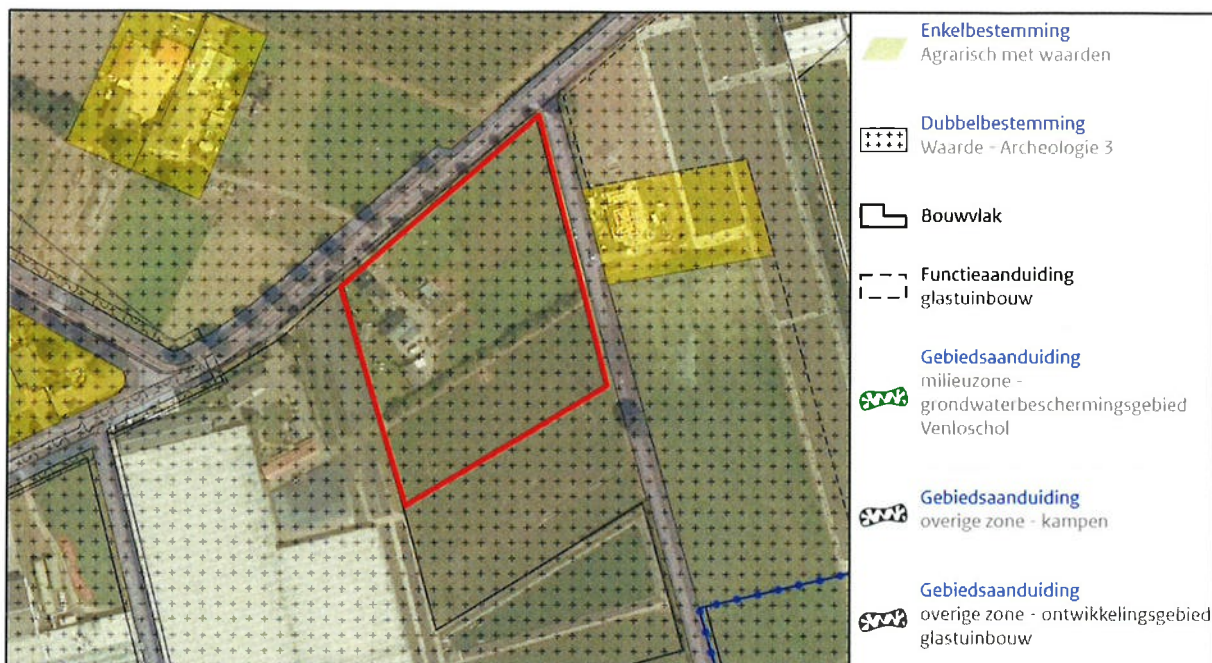 Enkelbestemming
Agrarisch met waarden
Dubbelbestemming
Waarde - Archeologie 3
Bouwvlak
Functieaanduiding
glastuinbouw
Gebiedsaanduiding
milieuzone -
grondwaterbeschermingsgebied
Venloschol
Gebiedsaanduiding
overige zone - kampen
Gebiedsaanduiding
overige zone - ontwikkelingsgebied
glastuinbouw